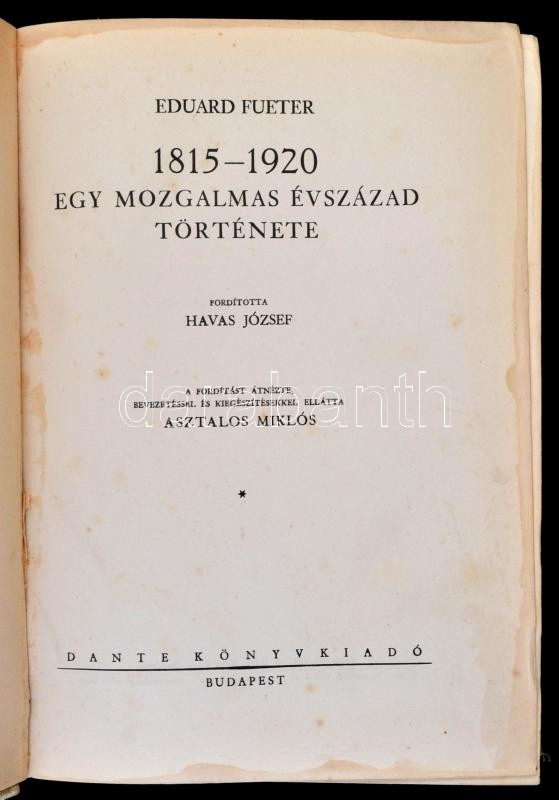 EDUARD FUETER
1815–1920
EGY MOZGALMAS ÉVSZÁZAD
TÖRTÉNETE
FORDÍTOTTA
HAVAS JÓZSEF
A FORDÍTÁST ÁTNÉZTE,
BEVEZETÉSSEL ÉS KIEGÉSZÍTÉSEKKEL ELLÁTTA
darabanth
ASZTALOS MIKLÓS
*
DANTE KÖNYVKIADÓ
BUDAPEST